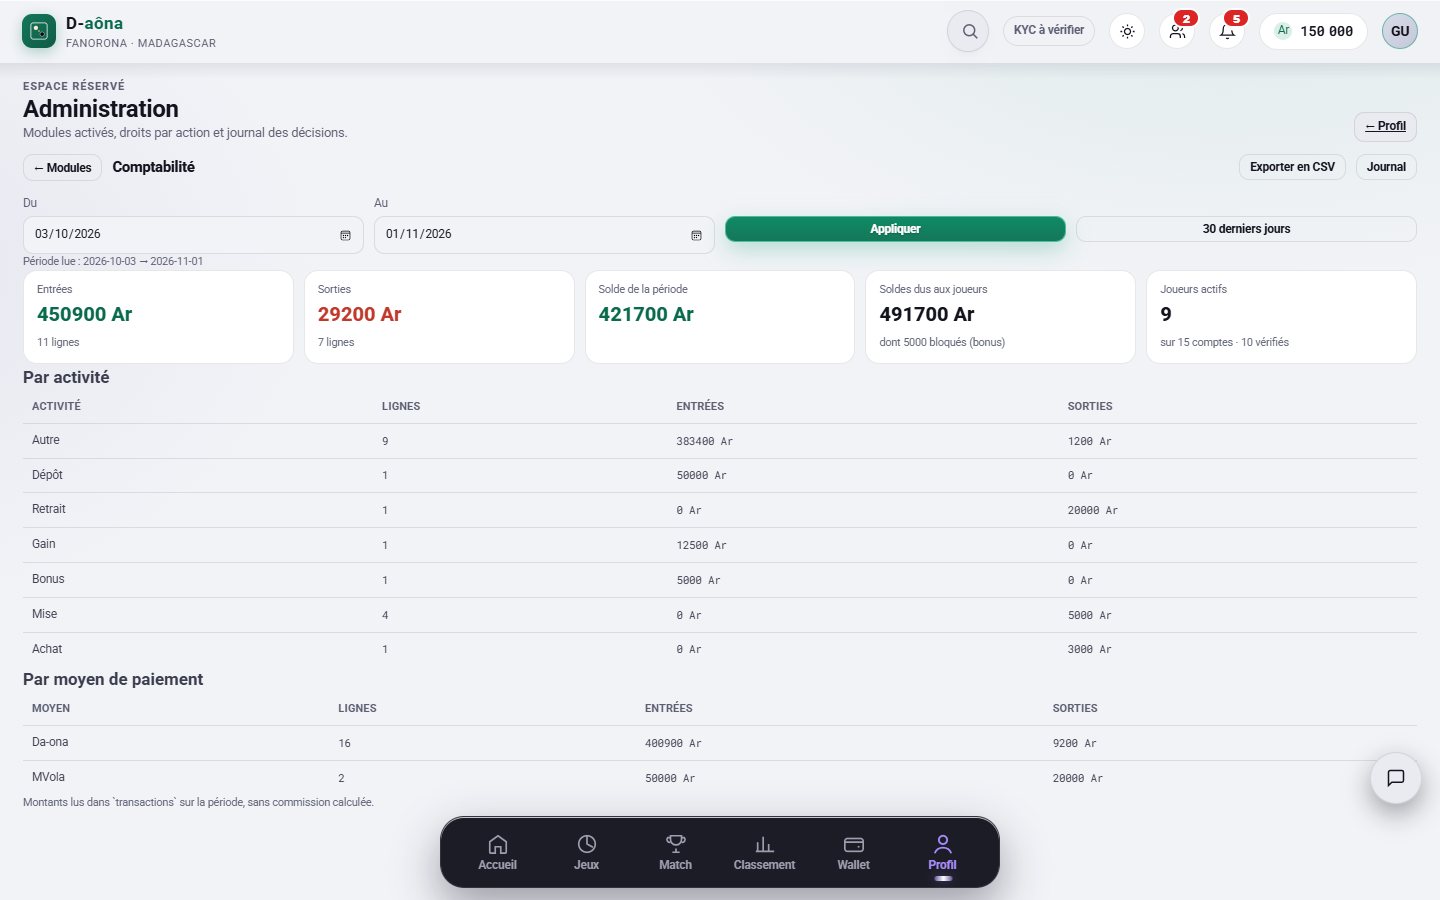 D-aôna
FANORONA · MADAGASCAR
KYC à vérifier
2
5
Ar 150 000
GU
ESPACE RÉSERVÉ
Administration
Modules activés, droits par action et journal des décisions.
← Profil
← Modules
Comptabilité
Exporter en CSV
Journal
Du
Au
03/10/2026
01/11/2026
Appliquer
30 derniers jours
Période lue : 2026-10-03 → 2026-11-01
Entrées
450900 Ar
11 lignes
Sorties
29200 Ar
7 lignes
Solde de la période
421700 Ar
Soldes dus aux joueurs
491700 Ar
dont 5000 bloqués (bonus)
Joueurs actifs
9
sur 15 comptes · 10 vérifiés
Par activité
ACTIVITÉ LIGNES ENTRÉES SORTIES
Autre 9 383400 Ar 1200 Ar
Dépôt 1 50000 Ar 0 Ar
Retrait 1 0 Ar 20000 Ar
Gain 1 12500 Ar 0 Ar
Bonus 1 5000 Ar 0 Ar
Mise 4 0 Ar 5000 Ar
Achat 1 0 Ar 3000 Ar
Par moyen de paiement
MOYEN LIGNES ENTRÉES SORTIES
Da-ona 16 400900 Ar 9200 Ar
MVola 2 50000 Ar 20000 Ar
Montants lus dans `transactions` sur la période, sans commission calculée.
Accueil
Jeux
Match
Classement
Wallet
Profil